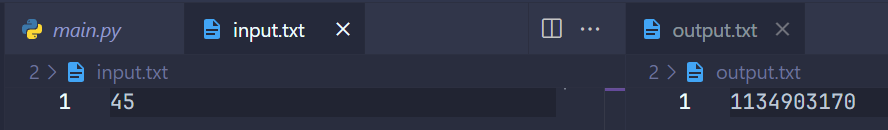 main.py input.txt output.txt
2 > input.txt 2 > output.txt
1 45 1 1134903170